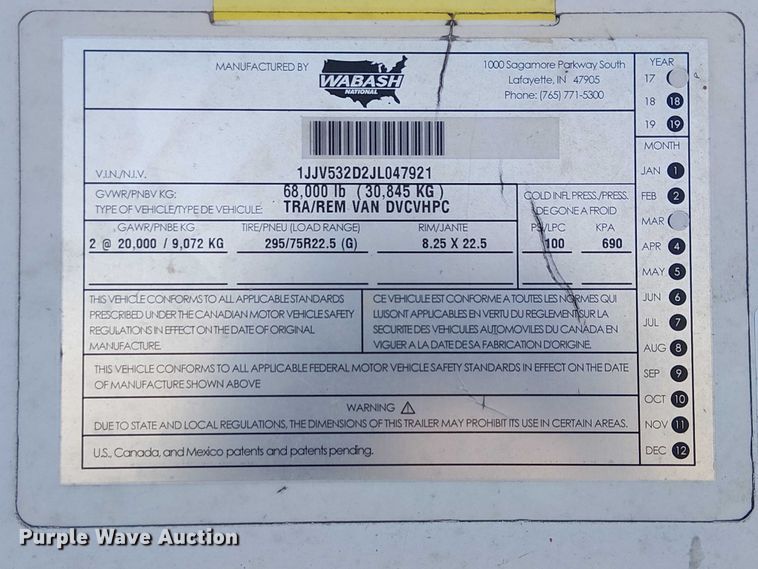 MANUFACTURED BY
WABASH
NATIONAL
1000 Sagamore Parkway South
Lafayette, IN 47905
Phone: (765) 771-5300
V.I.N./N.I.V.
1JJV532D2JL047921
GVWR/PNBV KG: 68,000 lb ( 30,845 KG )
TYPE OF VEHICLE/TYPE DE VEHICULE: TRA/REM VAN DVCVHPC
COLD INFL PRESS./PRESS.
DE GONE A FROID
GAWR/PNBE KG TIRE/PNEU (LOAD RANGE) RIM/JANTE PSI/LPC KPA
2 @ 20,000 / 9,072 KG 295/75R22.5 (G) 8.25 X 22.5 100 690
THIS VEHICLE CONFORMS TO ALL APPLICABLE STANDARDS
PRESCRIBED UNDER THE CANADIAN MOTOR VEHICLE SAFETY
REGULATIONS IN EFFECT ON THE DATE OF ORIGINAL
MANUFACTURE.
CE VEHICULE EST CONFORME A TOUTES LES NORMES QUI
LUISONT APPLICABLES EN VERTU DU REGLEMENT SUR LA
SECURITE DES VEHICULES AUTOMOVILES DU CANADA EN
VIGUER A LA DATE DE SA FABRICATION D'ORIGINE.
THIS VEHICLE CONFORMS TO ALL APPLICABLE FEDERAL MOTOR VEHICLE SAFETY STANDARDS IN EFFECT ON THE DATE
OF MANUFACTURE SHOWN ABOVE
WARNING
DUE TO STATE AND LOCAL REGULATIONS, THE DIMENSIONS OF THIS TRAILER MAY PROHIBIT ITS USE IN CERTAIN AREAS.
U.S., Canada, and Mexico patents and patents pending.
YEAR
17
18 18
19 19
MONTH
JAN 1
FEB 2
MAR
APR 4
MAY 5
JUN 6
JUL 7
AUG 8
SEP 9
OCT 10
NOV 11
DEC 12
Purple Wave Auction